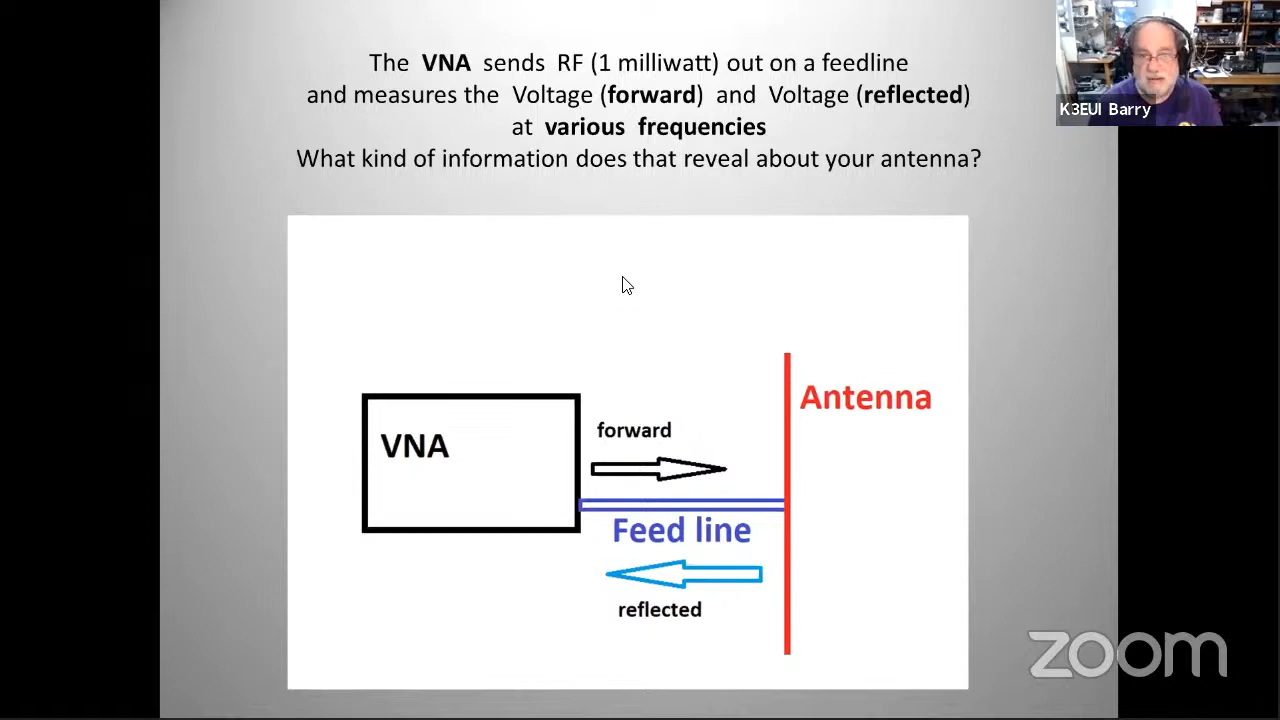 The VNA sends RF (1 milliwatt) out on a feedline
and measures the Voltage (forward) and Voltage (reflected)
at various frequencies
What kind of information does that reveal about your antenna?
K3EUI Barry
Antenna
VNA
forward
Feed line
reflected
zoom